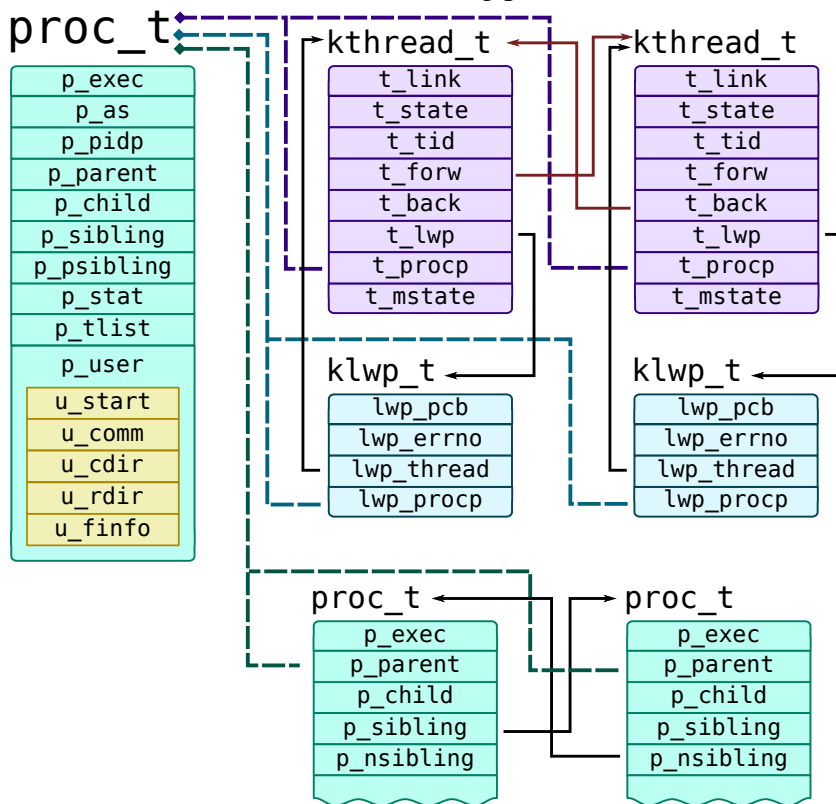 proc_t
p_exec
p_as
p_pidp
p_parent
p_child
p_sibling
p_psibling
p_stat
p_tlist
p_user
u_start
u_comm
u_cdir
u_rdir
u_finfo
kthread_t
t_link
t_state
t_tid
t_forw
t_back
t_lwp
t_procp
t_mstate
kthread_t
t_link
t_state
t_tid
t_forw
t_back
t_lwp
t_procp
t_mstate
klwp_t
lwp_pcb
lwp_errno
lwp_thread
lwp_procp
klwp_t
lwp_pcb
lwp_errno
lwp_thread
lwp_procp
proc_t
p_exec
p_parent
p_child
p_sibling
p_nsibling
proc_t
p_exec
p_parent
p_child
p_sibling
p_nsibling